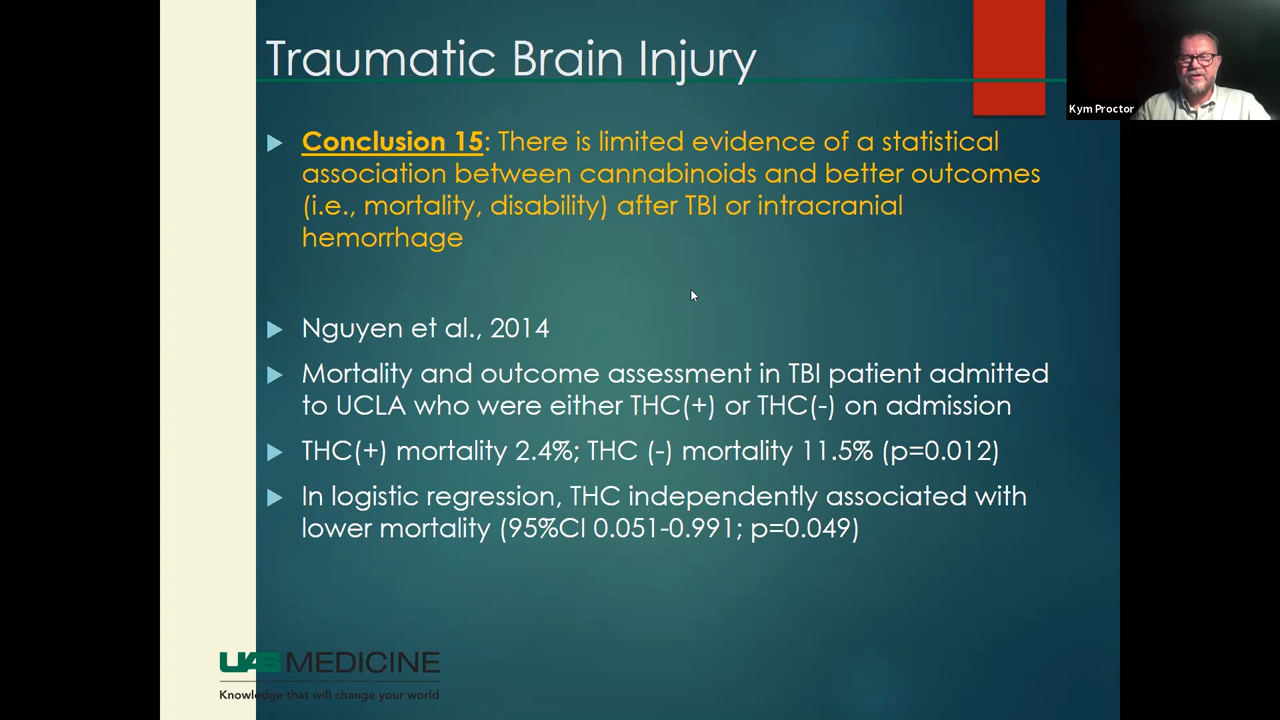 Traumatic Brain Injury
Kym Proctor
Conclusion 15: There is limited evidence of a statistical
association between cannabinoids and better outcomes
(i.e., mortality, disability) after TBI or intracranial
hemorrhage
Nguyen et al., 2014
Mortality and outcome assessment in TBI patient admitted
to UCLA who were either THC(+) or THC(-) on admission
THC(+) mortality 2.4%; THC (-) mortality 11.5% (p=0.012)
In logistic regression, THC independently associated with
lower mortality (95%CI 0.051-0.991; p=0.049)
UAB MEDICINE
Knowledge that will change your world